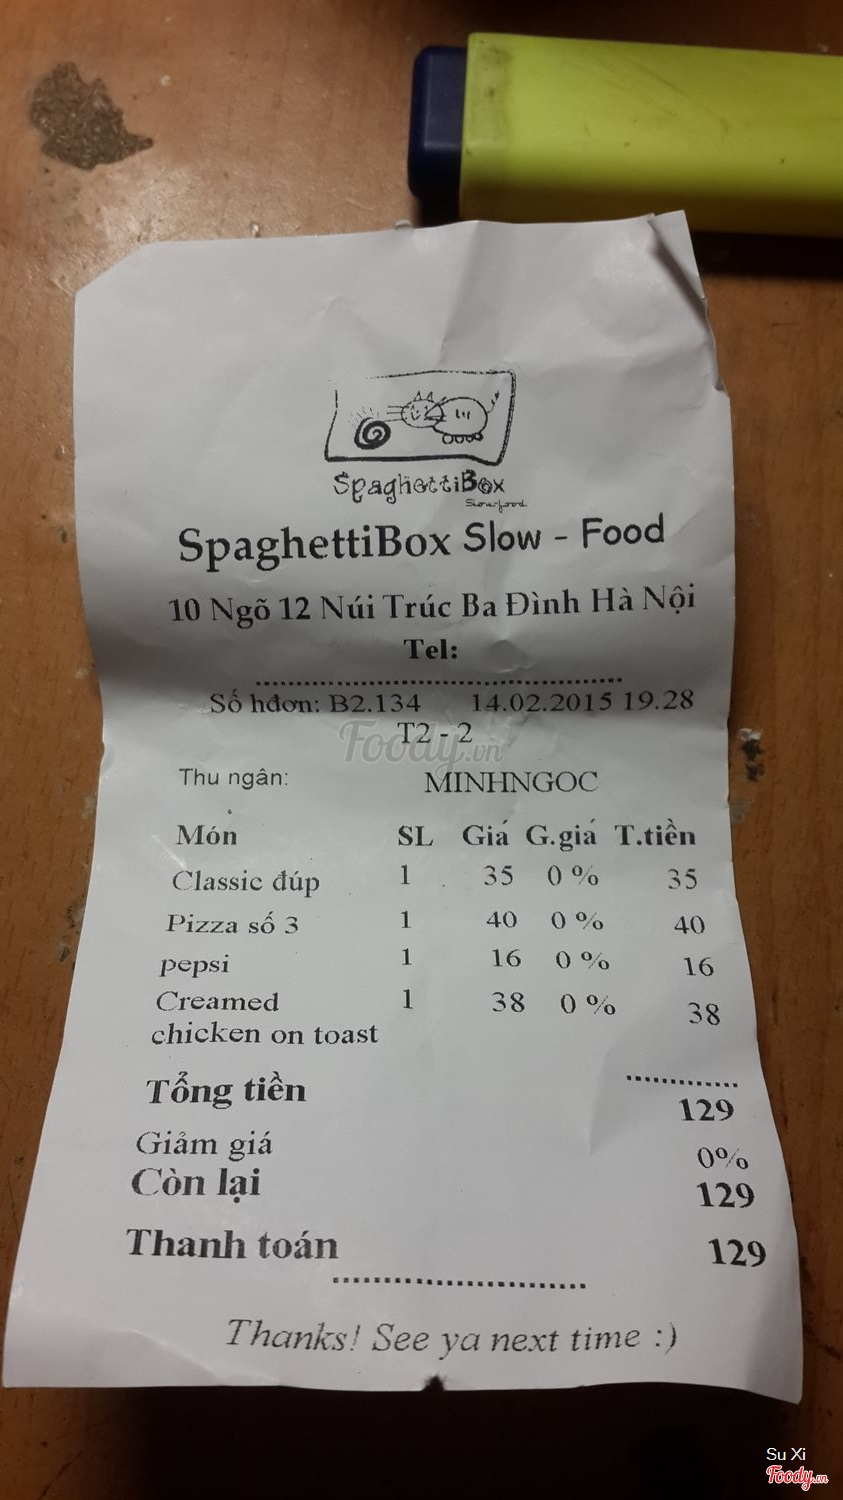 SpaghettiBox
Slowfood
SpaghettiBox Slow - Food
10 Ngõ 12 Núi Trúc Ba Đình Hà Nội
Tel:
Số hđơn: B2.134 14.02.2015 19.28
T2 - 2
Foody.vn
Thu ngân: MINHNGOC
Món SL Giá G.giá T.tiền
Classic đúp 1 35 0 % 35
Pizza số 3 1 40 0 % 40
pepsi 1 16 0 % 16
Creamed 1 38 0 % 38
chicken on toast
Tổng tiền 129
Giảm giá 0%
Còn lại 129
Thanh toán 129
Thanks! See ya next time :)
Su Xi
Foody.vn